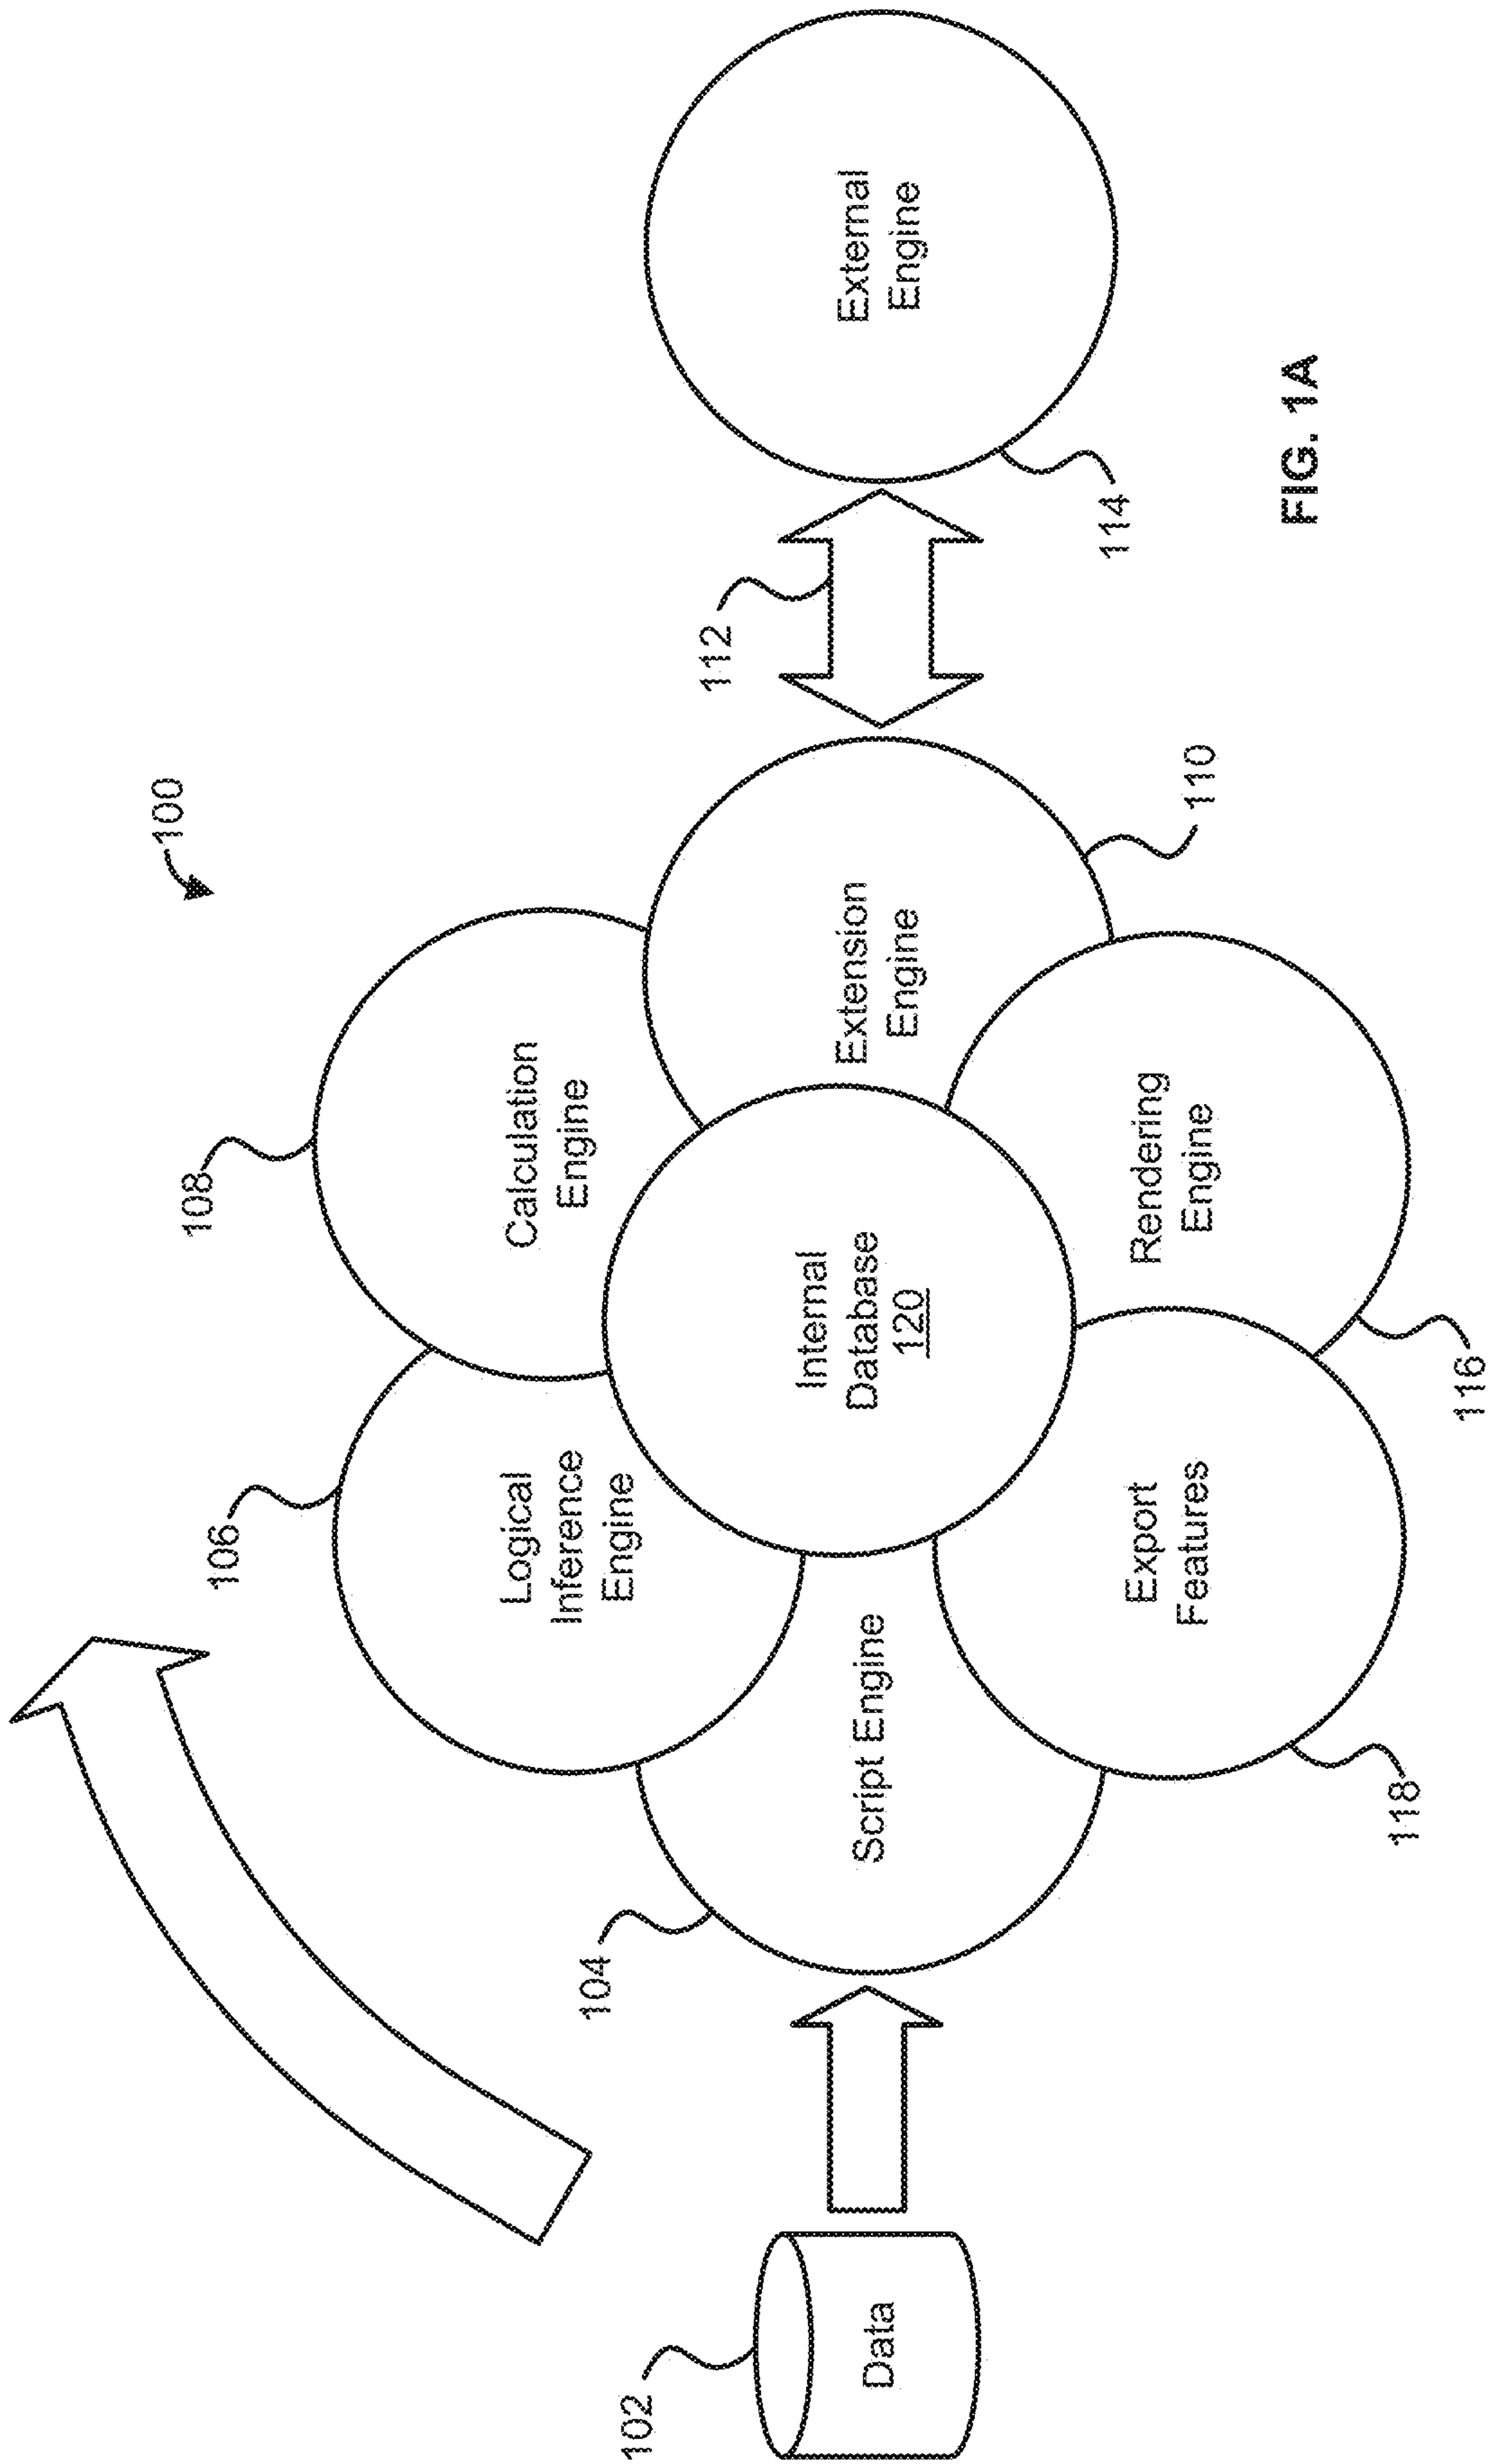 100
108
106
Calculation
Engine
Logical
Inference
Engine
104
102
Data
Script Engine
Internal
Database
120
Extension
Engine
112
External
Engine
114
110
Export
Features
Rendering
Engine
118
116
FIG. 1A